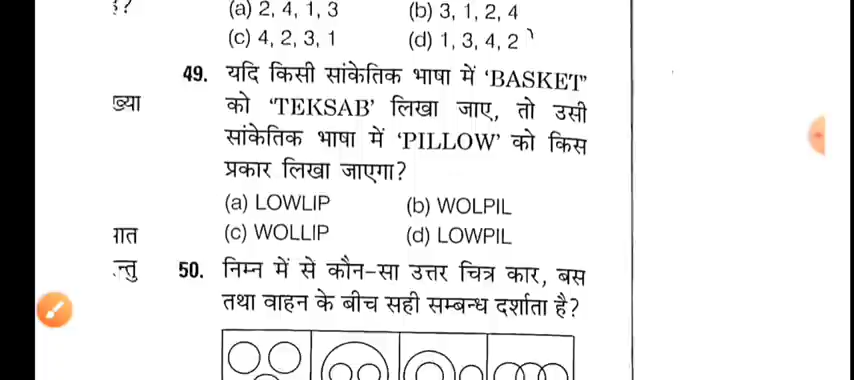 है?
(a) 2, 4, 1, 3 (b) 3, 1, 2, 4
(c) 4, 2, 3, 1 (d) 1, 3, 4, 2
49. यदि किसी सांकेतिक भाषा में ‘BASKET’
ख्या
को ‘TEKSAB’ लिखा जाए, तो उसी
सांकेतिक भाषा में ‘PILLOW’ को किस
प्रकार लिखा जाएगा?
(a) LOWLIP (b) WOLPIL
(c) WOLLIP (d) LOWPIL
50. निम्न में से कौन-सा उत्तर चित्र कार, बस
तथा वाहन के बीच सही सम्बन्ध दर्शाता है?